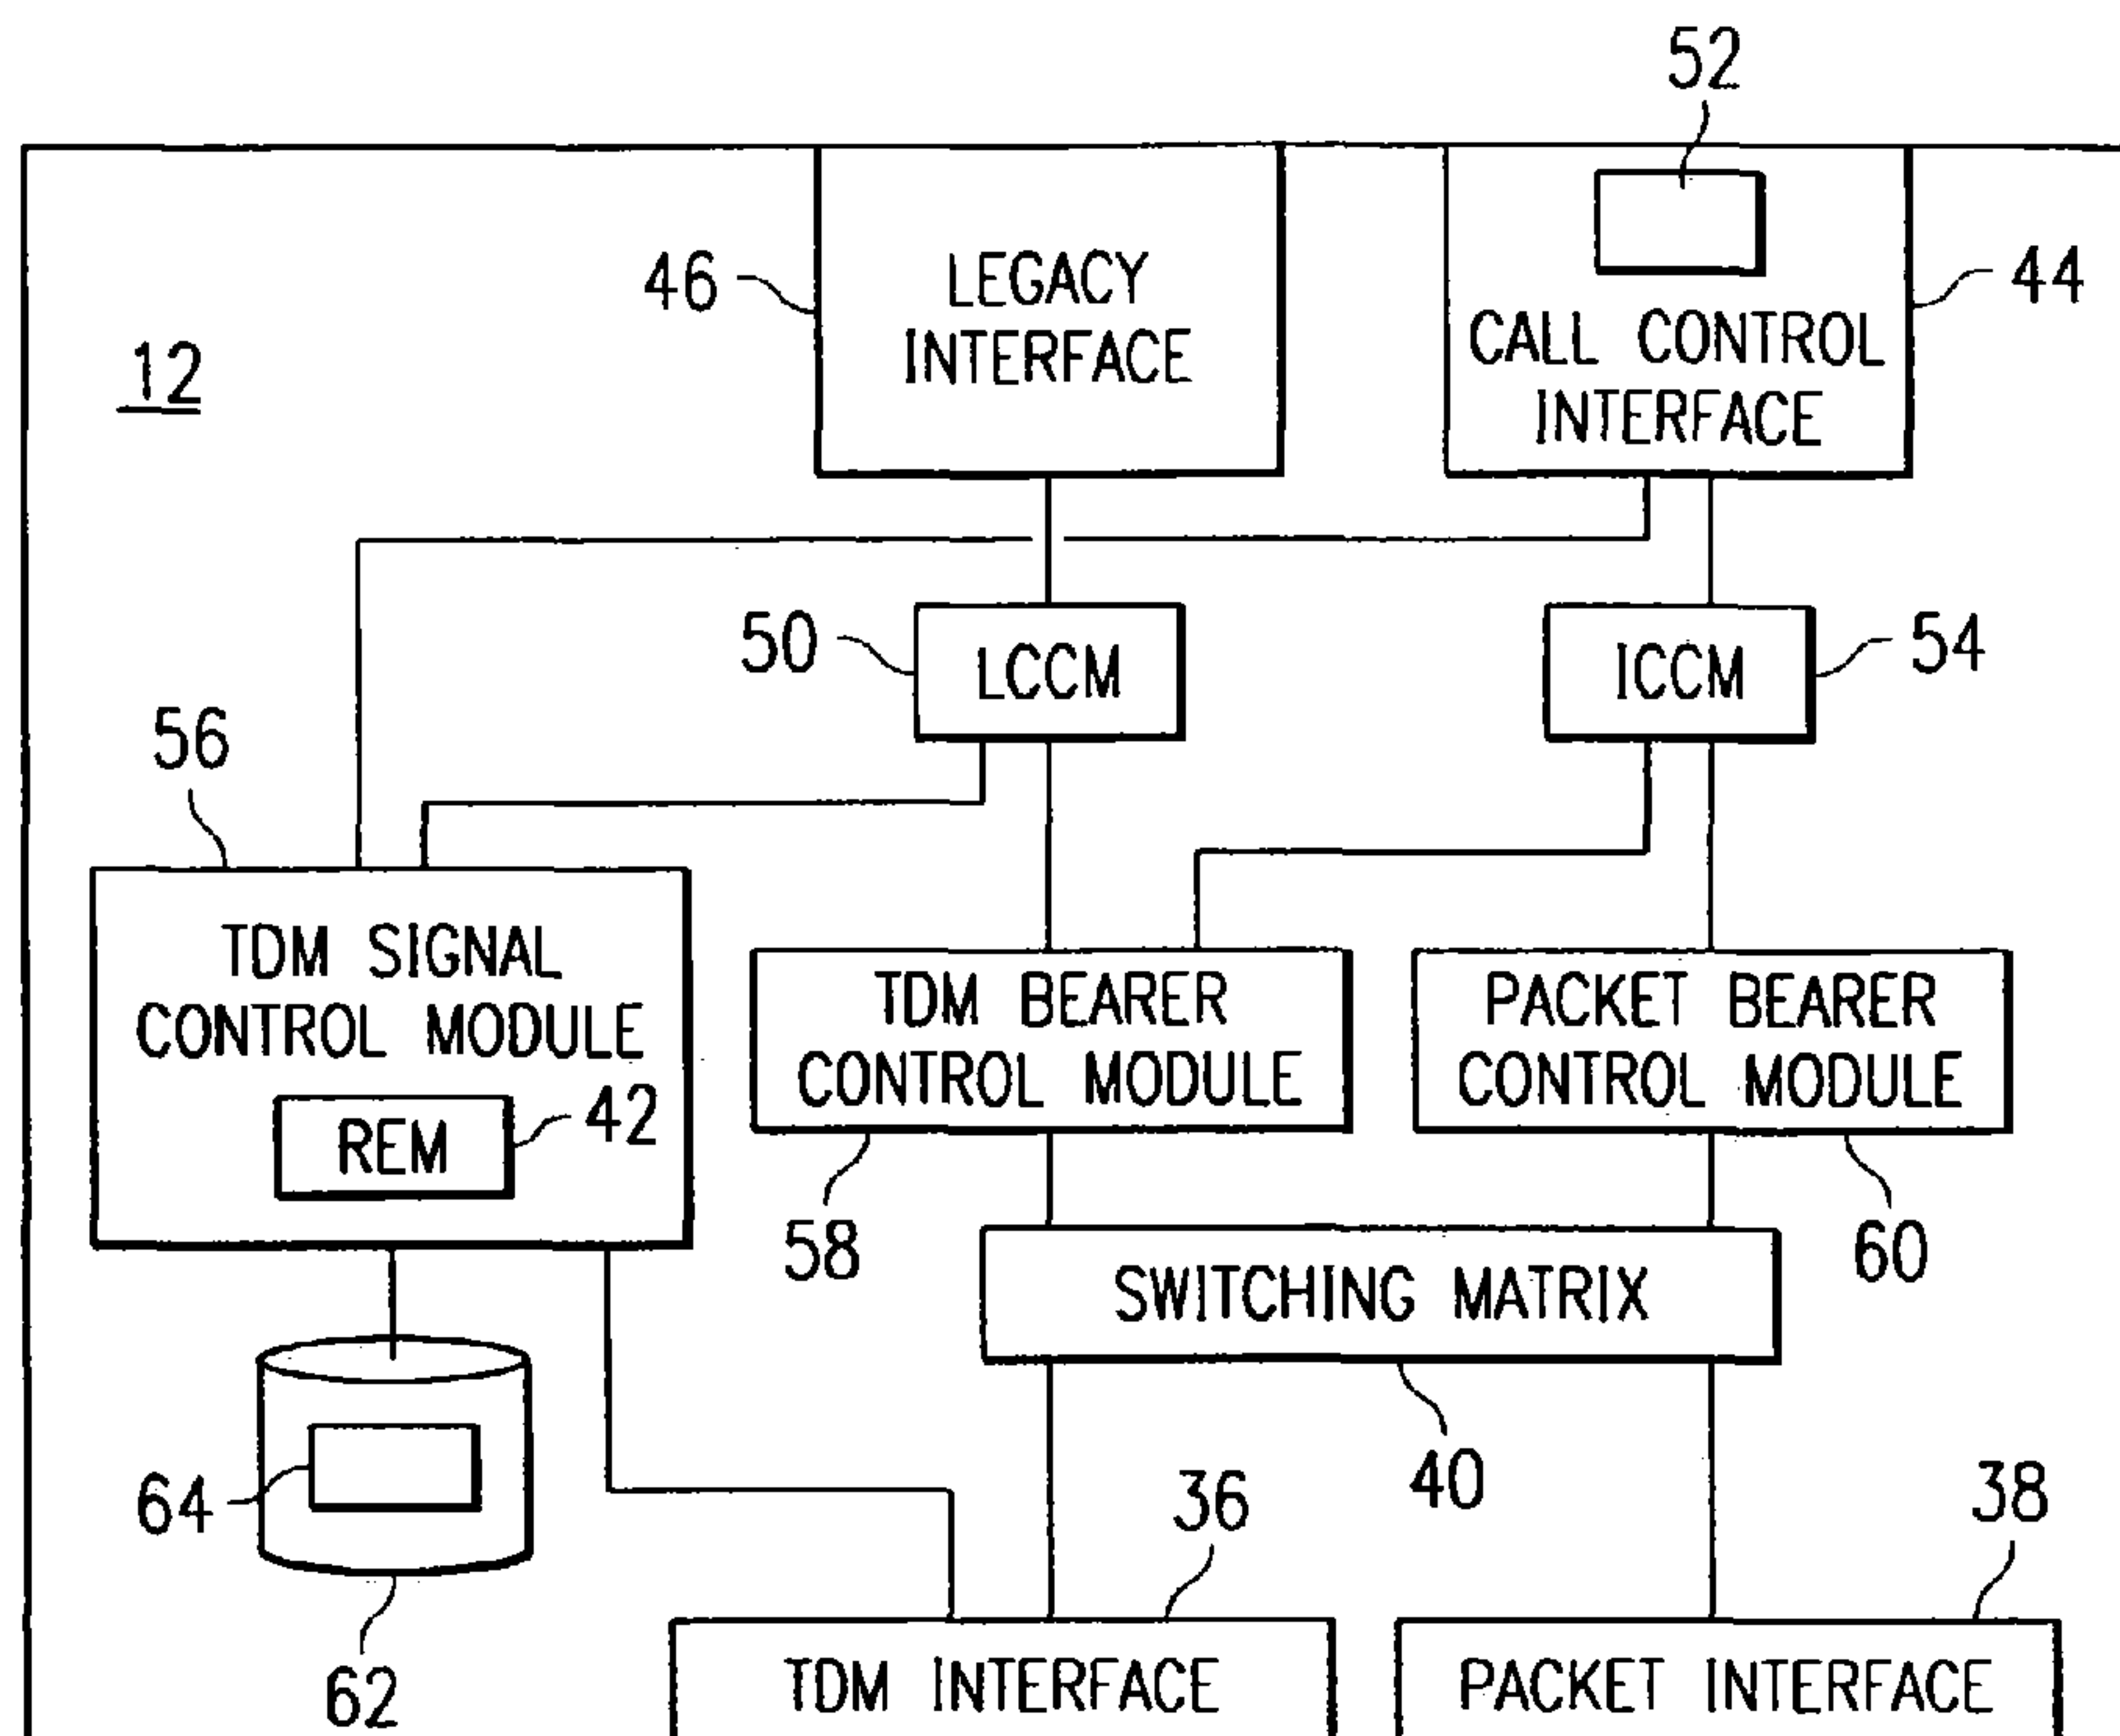 52
46
LEGACY
INTERFACE
44
CALL CONTROL
INTERFACE
12
50
LCCM
ICCM
54
56
TDM SIGNAL
CONTROL MODULE
REM
42
TDM BEARER
CONTROL MODULE
PACKET BEARER
CONTROL MODULE
58
60
SWITCHING MATRIX
40
64
36
38
62
TDM INTERFACE
PACKET INTERFACE